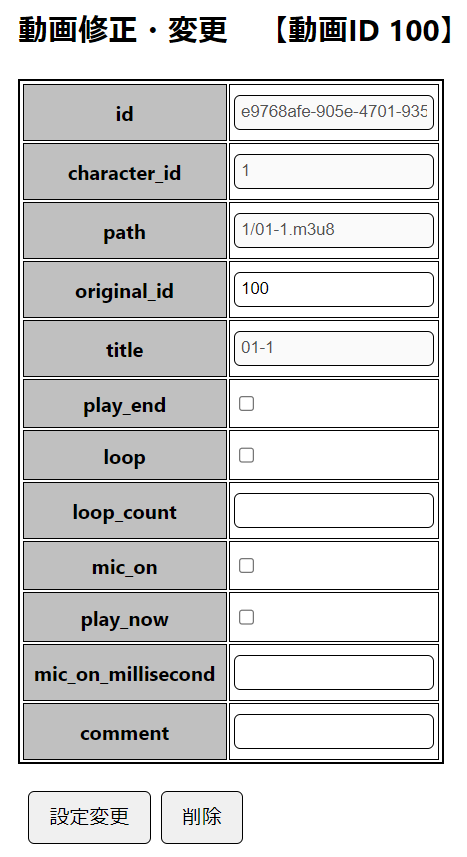 動画修正・変更　【動画ID 100】
id e9768afe-905e-4701-935
character_id 1
path 1/01-1.m3u8
original_id 100
title 01-1
play_end
loop
loop_count
mic_on
play_now
mic_on_millisecond
comment
設定変更 削除